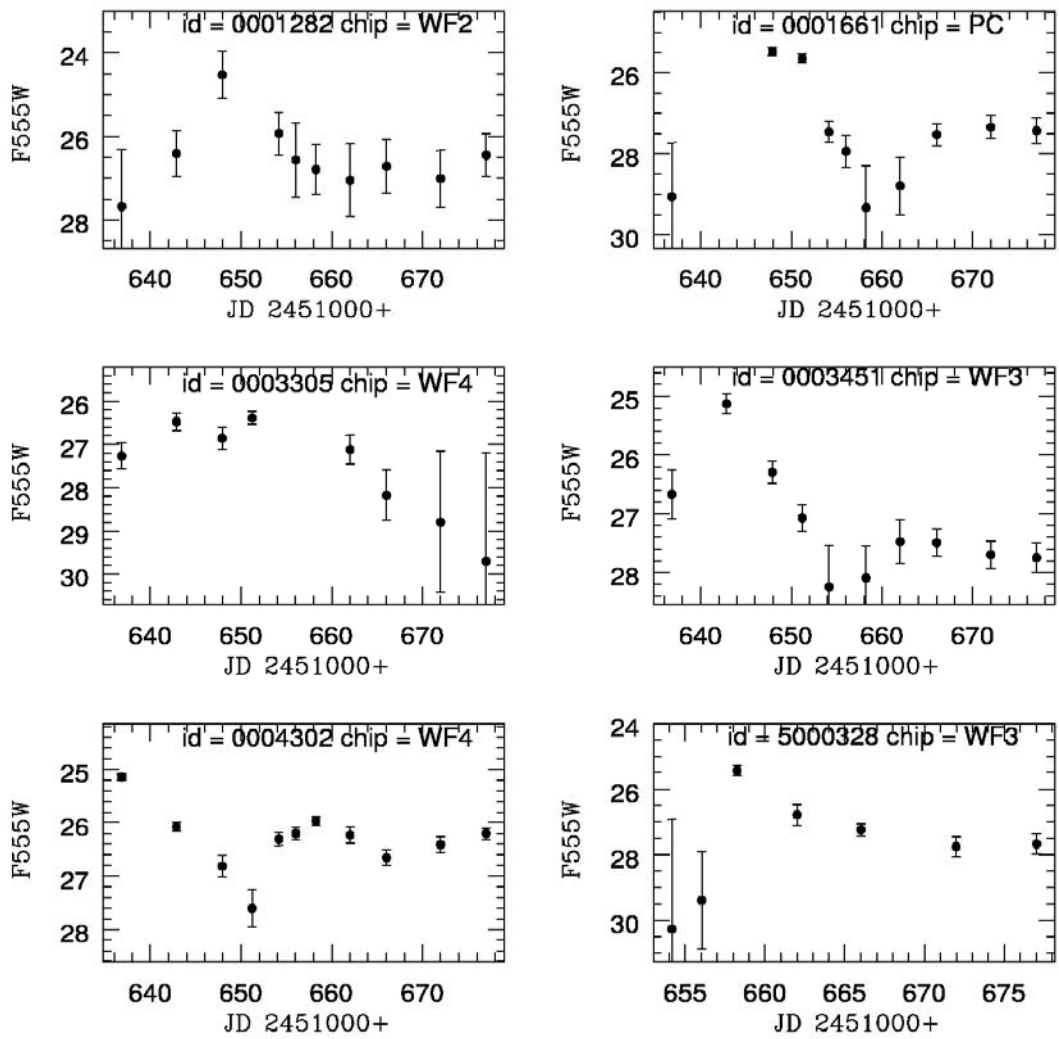 id = 0001282 chip = WF2
24
26
28
F555W
640 650 660 670
JD 2451000+
id = 0001661 chip = PC
26
28
30
F555W
640 650 660 670
JD 2451000+
id = 0003305 chip = WF4
26
27
28
29
30
F555W
640 650 660 670
JD 2451000+
id = 0003451 chip = WF3
25
26
27
28
F555W
640 650 660 670
JD 2451000+
id = 0004302 chip = WF4
25
26
27
28
F555W
640 650 660 670
JD 2451000+
id = 5000328 chip = WF3
24
26
28
30
F555W
655 660 665 670 675
JD 2451000+